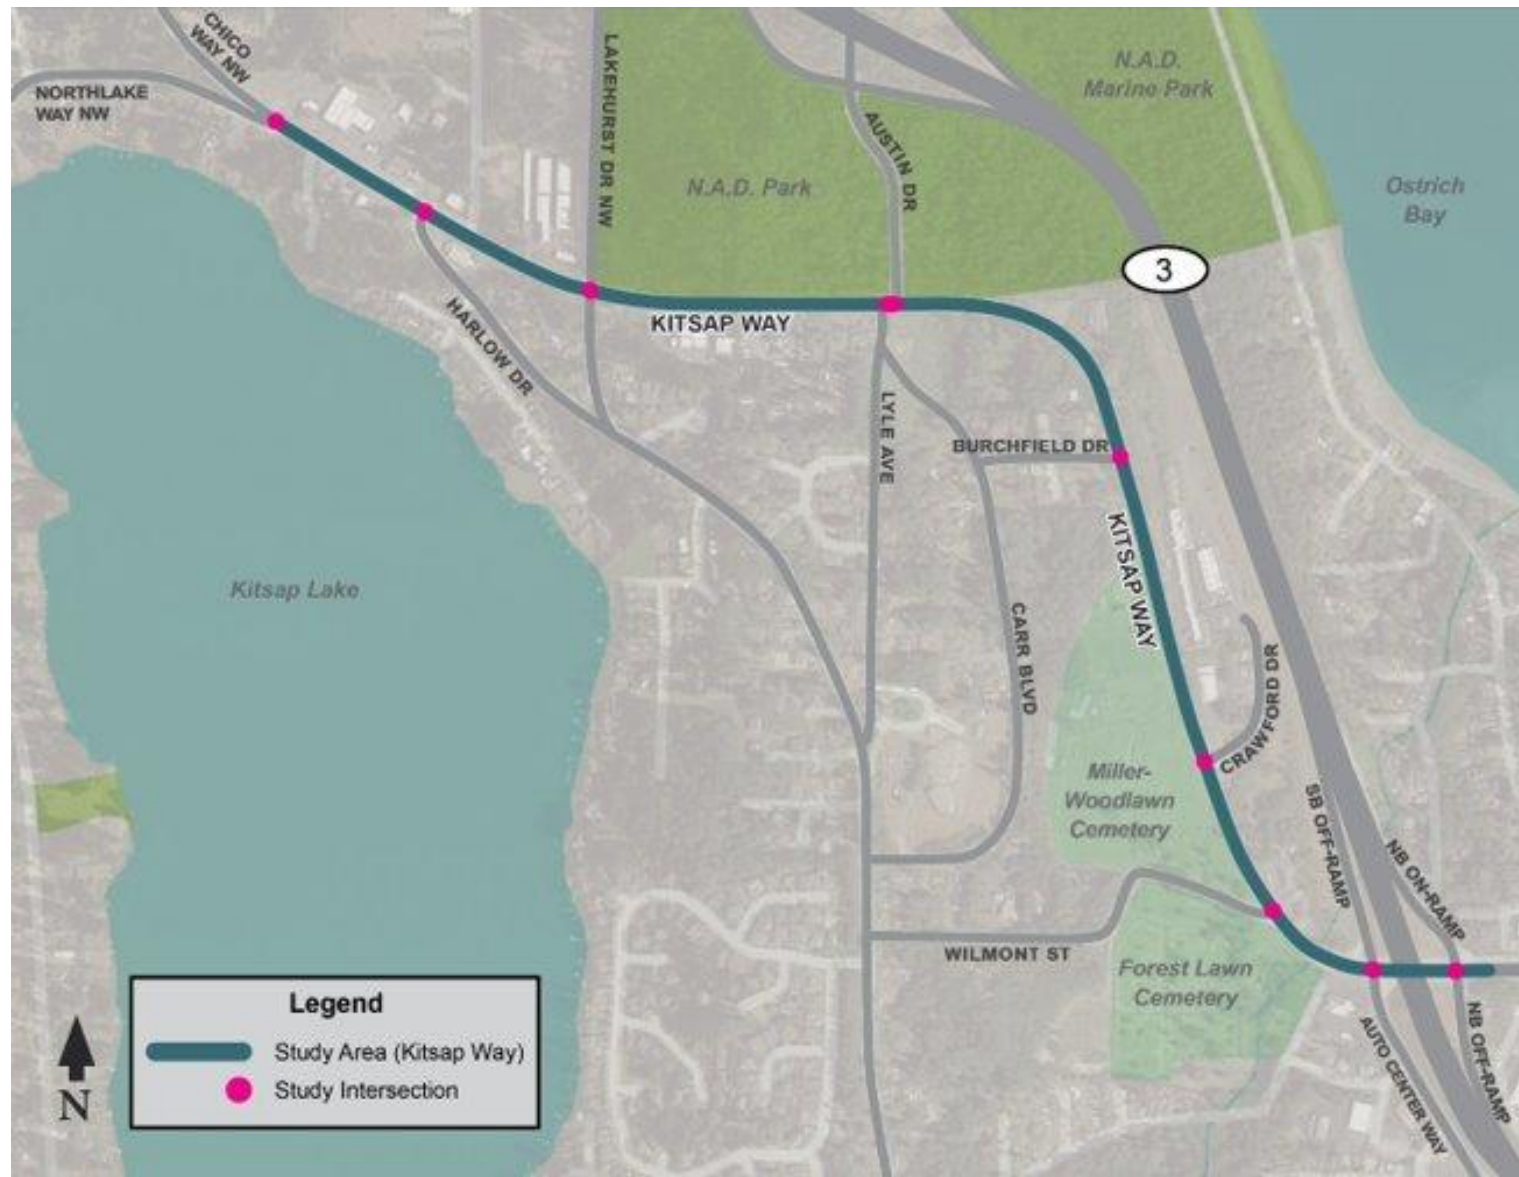 CHICO
WAY NW
NORTHLAKE
WAY NW
LAKEHURST DR NW
N.A.D. Park
AUSTIN DR
N.A.D.
Marine Park
Ostrich
Bay
3
KITSAP WAY
HARLOW DR
LYLE AVE
BURCHFIELD DR
KITSAP WAY
Kitsap Lake
CARR BLVD
CRAWFORD DR
Miller-
Woodlawn
Cemetery
SB OFF-RAMP
NB ON-RAMP
WILMONT ST
Forest Lawn
Cemetery
AUTO CENTER WAY
NB OFF-RAMP
Legend
Study Area (Kitsap Way)
Study Intersection
N